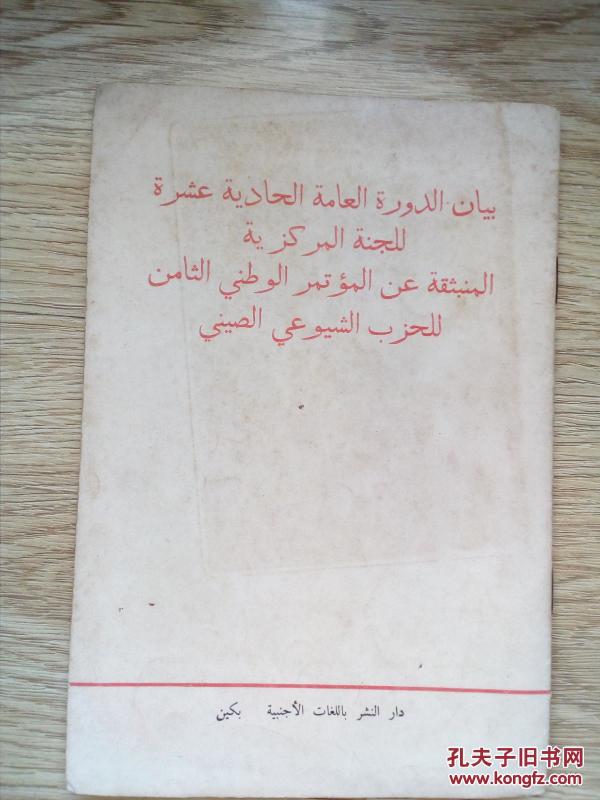 بيان الدورة العامة الحادية عشرة
للجنة المركزية
المنبثقة عن المؤتمر الوطني الثامن
للحزب الشيوعي الصيني
دار النشر باللغات الأجنبية بكين
孔夫子旧书网
www.kongfz.com